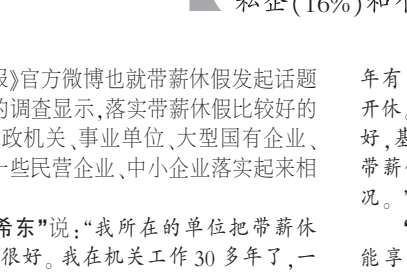 私企(16%)和
报》官方微博也就带薪休假发起话题
的调查显示,落实带薪休假比较好的
政机关、事业单位、大型国有企业、
一些民营企业、中小企业落实起来相
希东”说:“我所在的单位把带薪休
很好。我在机关工作 30 多年了,一
年有
开休。
好,基
带薪
况。”
能享